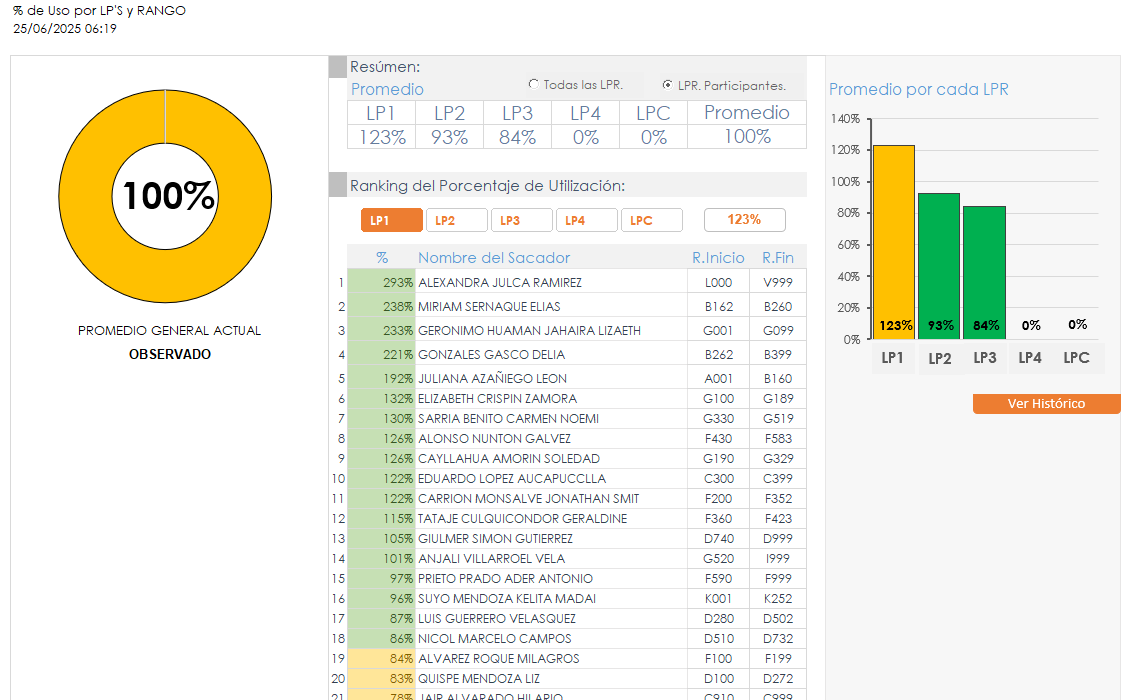 % de Uso por LP'S y RANGO
25/06/2025 06:19
100%
PROMEDIO GENERAL ACTUAL
OBSERVADO
Resúmen:
Promedio
Todas las LPR.
LPR. Participantes.
LP1 LP2 LP3 LP4 LPC Promedio
123% 93% 84% 0% 0% 100%
Ranking del Porcentaje de Utilización:
LP1 LP2 LP3 LP4 LPC 123%
% Nombre del Sacador R.Inicio R.Fin
1 293% ALEXANDRA JULCA RAMIREZ L000 V999
2 238% MIRIAM SERNAQUE ELIAS B162 B260
3 233% GERONIMO HUAMAN JAHAIRA LIZAETH G001 G099
4 221% GONZALES GASCO DELIA B262 B399
5 192% JULIANA AZAÑIEGO LEON A001 B160
6 132% ELIZABETH CRISPIN ZAMORA G100 G189
7 130% SARRIA BENITO CARMEN NOEMI G330 G519
8 126% ALONSO NUNTON GALVEZ F430 F583
9 126% CAYLLAHUA AMORIN SOLEDAD G190 G329
10 122% EDUARDO LOPEZ AUCAPUCCLLA C300 C399
11 122% CARRION MONSALVE JONATHAN SMIT F200 F352
12 115% TATAJE CULQUICONDOR GERALDINE F360 F423
13 105% GIULMER SIMON GUTIERREZ D740 D999
14 101% ANJALI VILLARROEL VELA G520 I999
15 97% PRIETO PRADO ADER ANTONIO F590 F999
16 96% SUYO MENDOZA KELITA MADAI K001 K252
17 87% LUIS GUERRERO VELASQUEZ D280 D502
18 86% NICOL MARCELO CAMPOS D510 D732
19 84% ALVAREZ ROQUE MILAGROS F100 F199
20 83% QUISPE MENDOZA LIZ D100 D272
21 78% JAIR ALVARADO HILARIO C910 C999
Promedio por cada LPR
140%
120%
100%
80%
60%
40%
20%
0%
123% 93% 84% 0% 0%
LP1 LP2 LP3 LP4 LPC
Ver Histórico